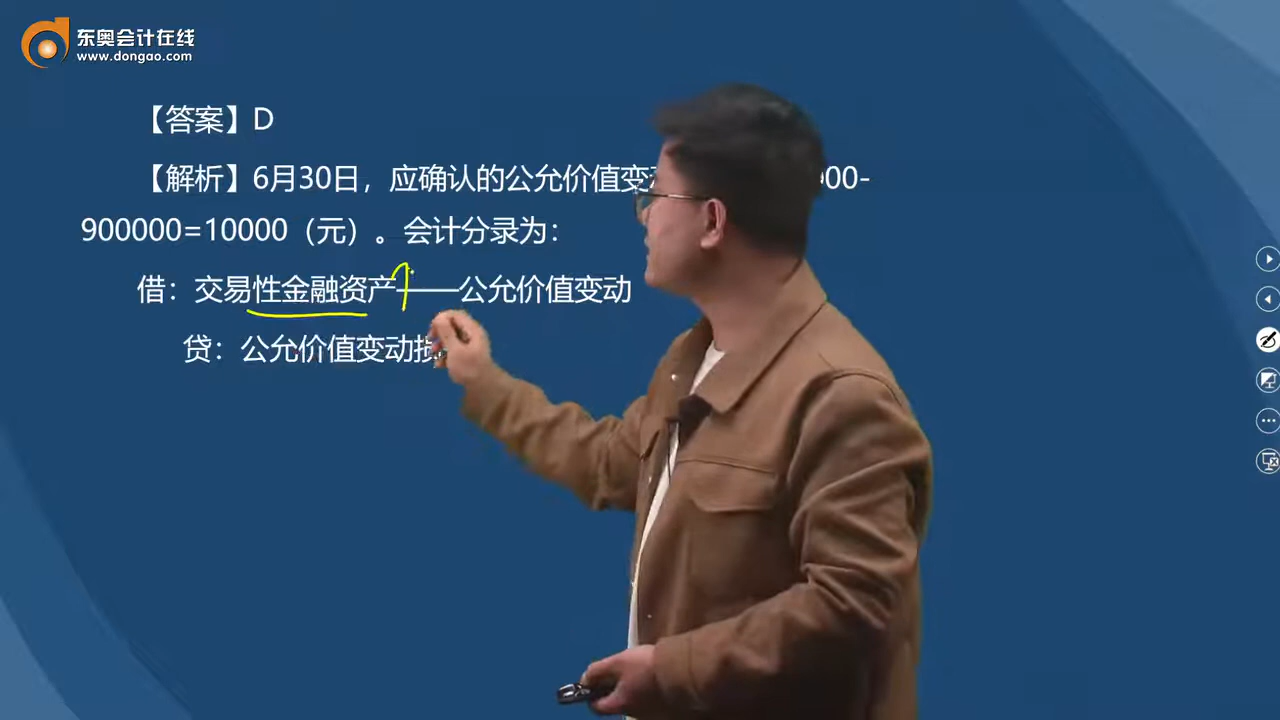 东奥会计在线
www.dongao.com
【答案】D
【解析】6月30日，应确认的公允价值变 00-
900000=10000（元）。会计分录为：
借：交易性金融资产——公允价值变动
贷：公允价值变动损